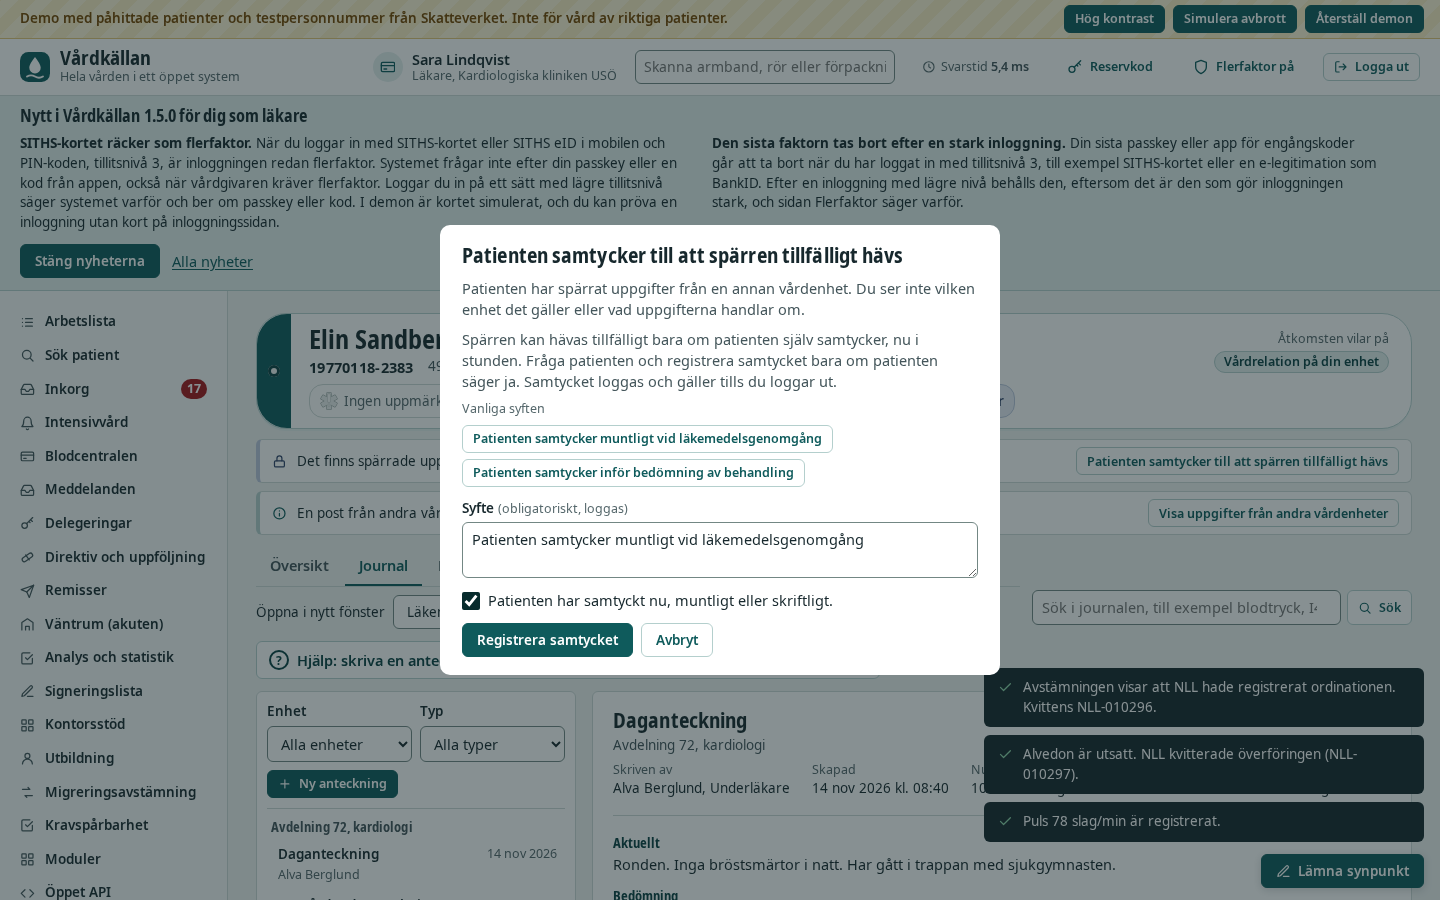 Demo med påhittade patienter och testpersonnummer från Skatteverket. Inte för vård av riktiga patienter.
Hög kontrast
Simulera avbrott
Återställ demon
Vårdkällan
Hela vården i ett öppet system
Sara Lindqvist
Läkare, Kardiologiska kliniken USÖ
Skanna armband, rör eller förpackni
Svarstid 5,4 ms
Reservkod
Flerfaktor på
Logga ut
Nytt i Vårdkällan 1.5.0 för dig som läkare
SITHS-kortet räcker som flerfaktor. När du loggar in med SITHS-kortet eller SITHS eID i mobilen och
PIN-koden, tillitsnivå 3, är inloggningen redan flerfaktor. Systemet frågar inte efter din passkey eller en
kod från appen, också när vårdgivaren kräver flerfaktor. Loggar du in på ett sätt med lägre tillitsnivå
säger systemet varför och ber om passkey eller kod. I demon är kortet simulerat, och du kan pröva en
inloggning utan kort på inloggningssidan.
Den sista faktorn tas bort efter en stark inloggning. Din sista passkey eller app för engångskoder
går att ta bort när du har loggat in med tillitsnivå 3, till exempel SITHS-kortet eller en e-legitimation som
BankID. Efter en inloggning med lägre nivå behålls den, eftersom det är den som gör inloggningen
stark, och sidan Flerfaktor säger varför.
Stäng nyheterna
Alla nyheter
Arbetslista
Sök patient
Inkorg
17
Intensivvård
Blodcentralen
Meddelanden
Delegeringar
Direktiv och uppföljning
Remisser
Väntrum (akuten)
Analys och statistik
Signeringslista
Kontorsstöd
Utbildning
Migreringsavstämning
Kravspårbarhet
Moduler
Öppet API
Elin Sandber
19770118-2383
49
Ingen uppmärk
Åtkomsten vilar på
Vårdrelation på din enhet
Det finns spärrade upp
Patienten samtycker till att spärren tillfälligt hävs
En post från andra vår
Visa uppgifter från andra vårdenheter
Översikt
Journal
Öppna i nytt fönster
Läker
Sök i journalen, till exempel blodtryck, I
Sök
Hjälp: skriva en ante
Patienten samtycker till att spärren tillfälligt hävs
Patienten har spärrat uppgifter från en annan vårdenhet. Du ser inte vilken
enhet det gäller eller vad uppgifterna handlar om.
Spärren kan hävas tillfälligt bara om patienten själv samtycker, nu i
stunden. Fråga patienten och registrera samtycket bara om patienten
säger ja. Samtycket loggas och gäller tills du loggar ut.
Vanliga syften
Patienten samtycker muntligt vid läkemedelsgenomgång
Patienten samtycker inför bedömning av behandling
Syfte (obligatoriskt, loggas)
Patienten samtycker muntligt vid läkemedelsgenomgång
Patienten har samtyckt nu, muntligt eller skriftligt.
Registrera samtycket
Avbryt
Enhet
Typ
Alla enheter
Alla typer
Ny anteckning
Avdelning 72, kardiologi
Daganteckning
14 nov 2026
Alva Berglund
Daganteckning
Avdelning 72, kardiologi
Skriven av
Skapad
Alva Berglund, Underläkare
14 nov 2026 kl. 08:40
Aktuellt
Ronden. Inga bröstsmärtor i natt. Har gått i trappan med sjukgymnasten.
Bedömning
Avstämningen visar att NLL hade registrerat ordinationen.
Kvittens NLL-010296.
Alvedon är utsatt. NLL kvitterade överföringen (NLL-
010297).
Puls 78 slag/min är registrerat.
Lämna synpunkt